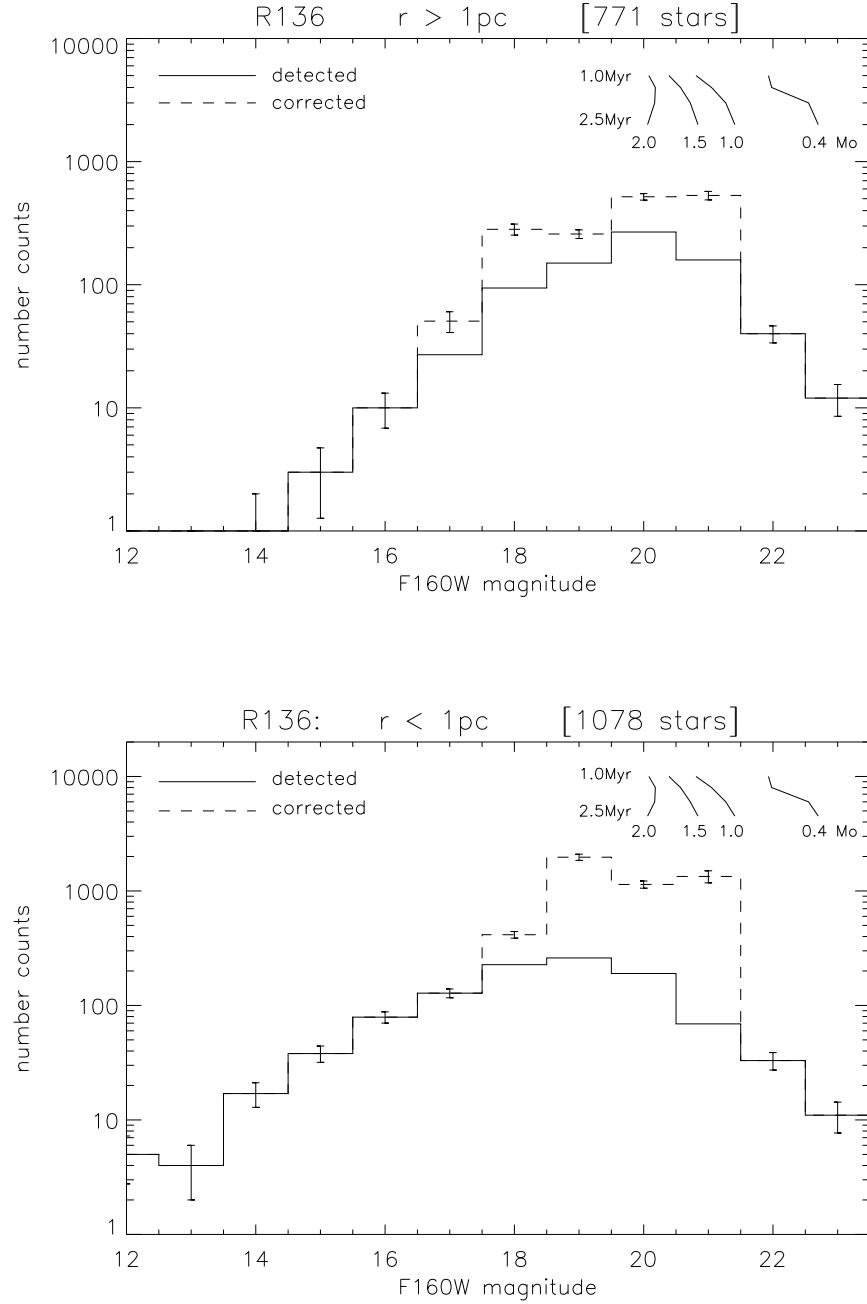 R136 r > 1pc [771 stars]
10000
1000
100
10
1
number counts
detected
corrected
1.0Myr
2.5Myr
2.0 1.5 1.0 0.4 Mo
12 14 16 18 20 22
F160W magnitude
R136: r < 1pc [1078 stars]
10000
1000
100
10
1
number counts
detected
corrected
1.0Myr
2.5Myr
2.0 1.5 1.0 0.4 Mo
12 14 16 18 20 22
F160W magnitude